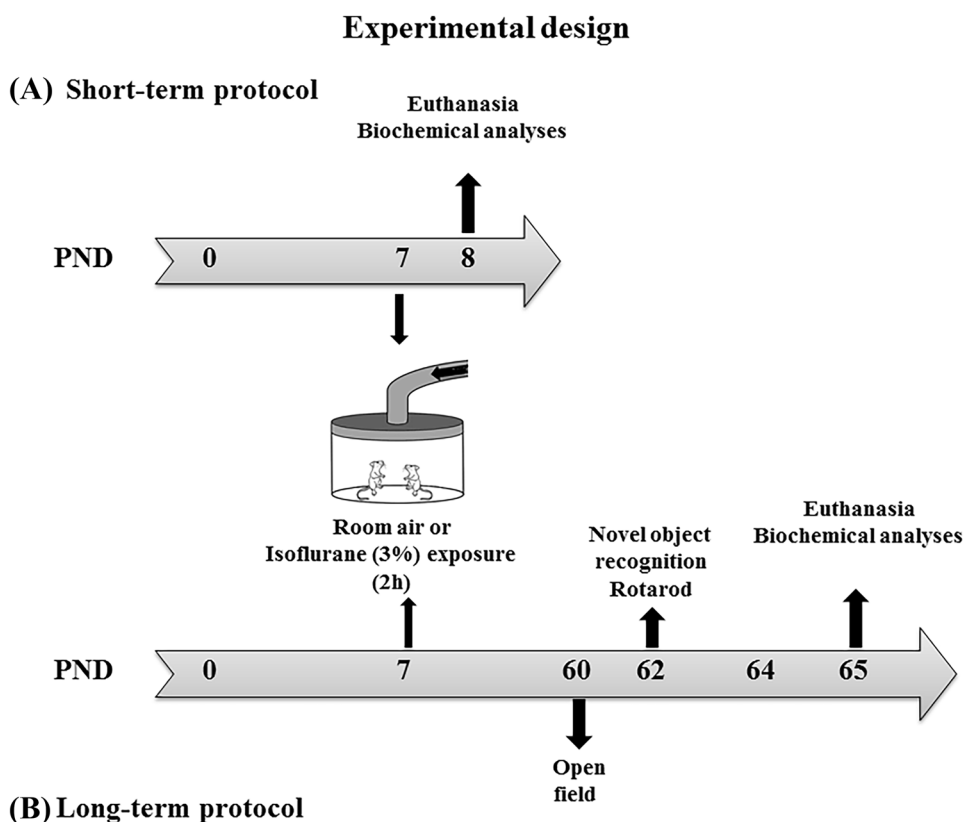 Experimental design
(A) Short-term protocol
Euthanasia
Biochemical analyses
PND 0 7 8
Room air or
Isoflurane (3%) exposure
(2h)
Novel object
recognition
Rotarod
Euthanasia
Biochemical analyses
PND 0 7 60 62 64 65
Open
field
(B) Long-term protocol